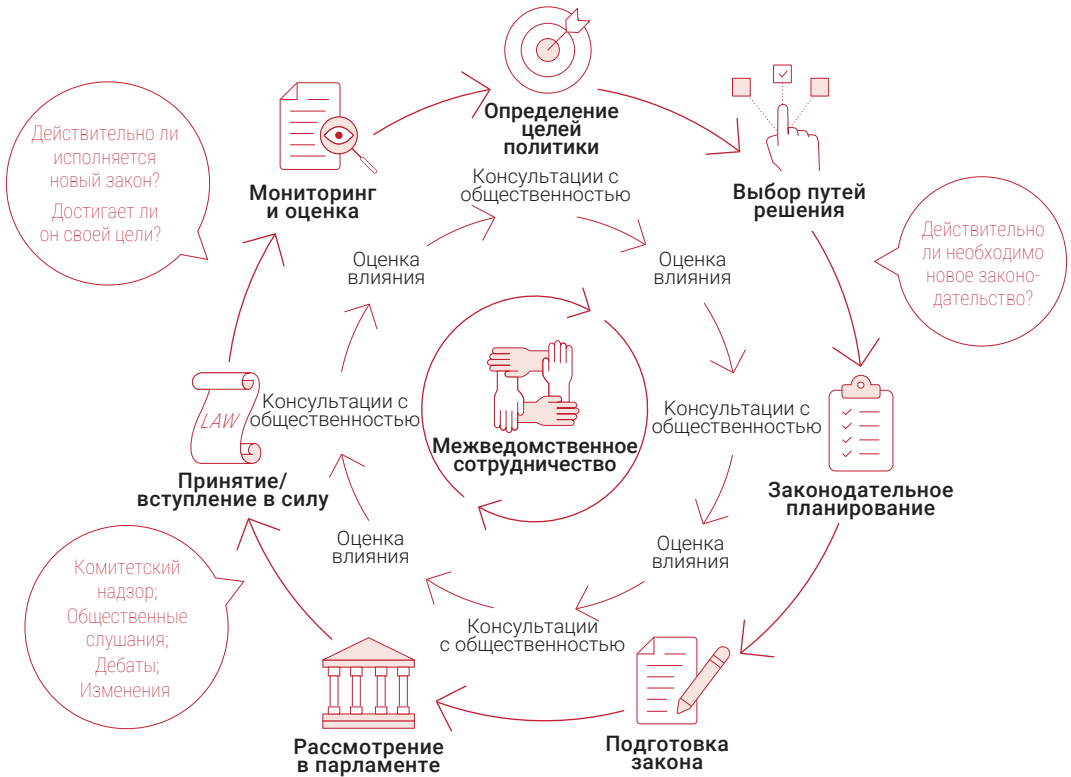 Определение
целей
политики
Выбор путей
решения
Действительно
ли необходимо
новое законо-
дательство?
Законодательное
планирование
Подготовка
закона
Рассмотрение
в парламенте
Комитетский
надзор;
Общественные
слушания;
Дебаты;
Изменения
LAW
Принятие/
вступление в силу
Действительно ли
исполняется
новый закон?
Достигает ли
он своей цели?
Мониторинг
и оценка
Консультации с
общественностью
Оценка
влияния
Консультации с
общественностью
Оценка
влияния
Консультации
с общественностью
Оценка
влияния
Консультации с
общественностью
Оценка
влияния
Межведомственное
сотрудничество